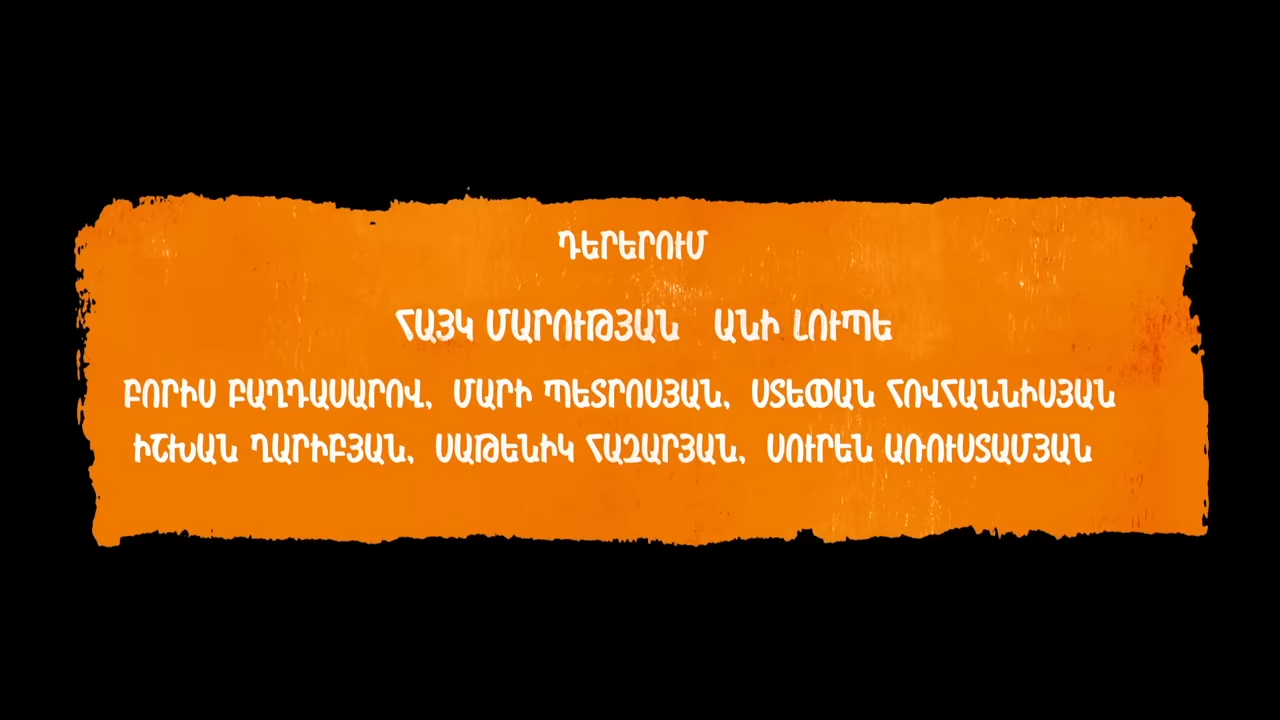 ԴԵՐԵՐՈՒՄ
ՀԱՅԿ ՄԱՐՈՒԹՅԱՆ ԱՆԻ ԼՈՒՊԵ
ԲՈՐԻՍ ԲԱՂԴԱՍԱՐՈՎ, ՄԱՐԻ ՊԵՏՐՈՍՅԱՆ, ՍՏԵՓԱՆ ՀՈՎՀԱՆՆԻՍՅԱՆ
ԻՇԽԱՆ ՂԱՐԻԲՅԱՆ, ՍԱԹԵՆԻԿ ՀԱԶԱՐՅԱՆ, ՍՈՒՐԵՆ ԱՌՈՒՍՏԱՄՅԱՆ